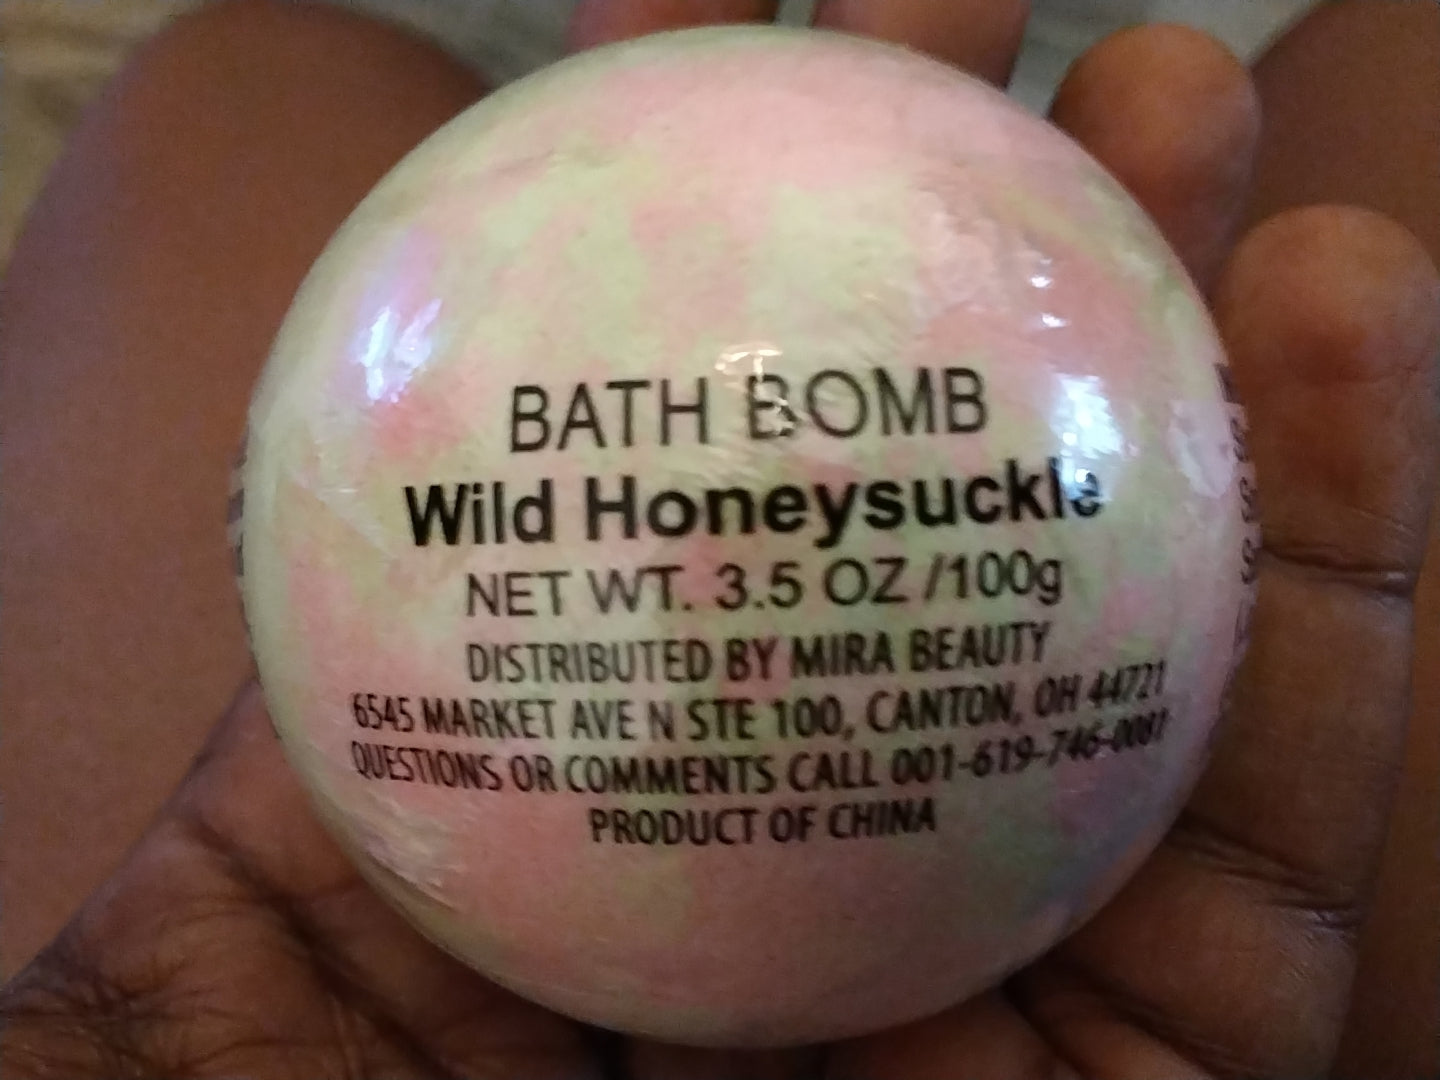 BATH BOMB
Wild Honeysuckle
NET WT. 3.5 OZ /100g
DISTRIBUTED BY MIRA BEAUTY
6545 MARKET AVE N STE 100, CANTON, OH 44721
QUESTIONS OR COMMENTS CALL 001-619-746-0081
PRODUCT OF CHINA